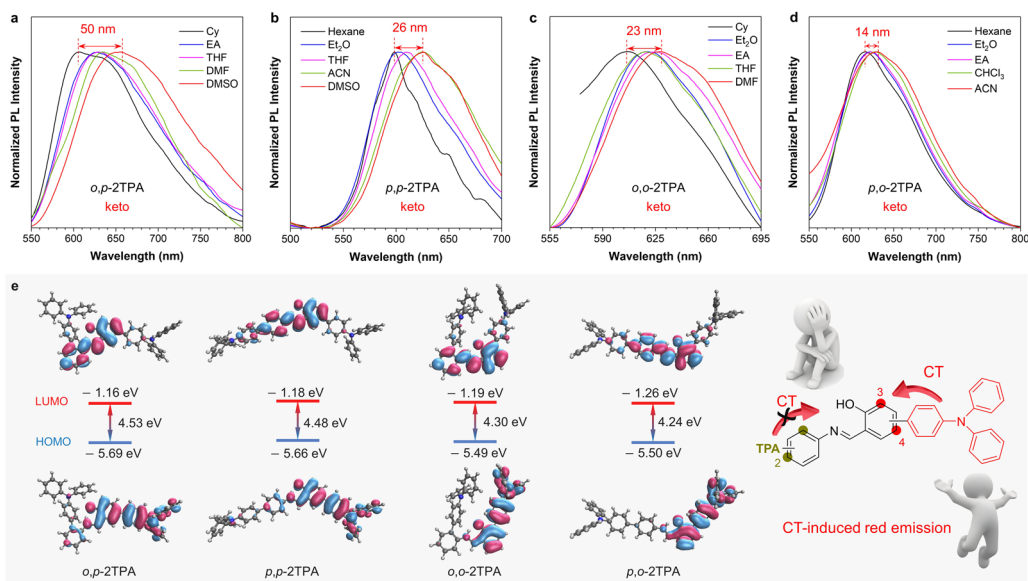 a
50 nm
Cy
EA
THF
DMF
DMSO
Normalized PL Intensity
o,p-2TPA
keto
550 600 650 700 750 800
Wavelength (nm)
b
26 nm
Hexane
Et₂O
THF
ACN
DMSO
Normalized PL Intensity
p,p-2TPA
keto
500 550 600 650 700
Wavelength (nm)
c
23 nm
Cy
Et₂O
EA
THF
DMF
Normalized PL Intensity
o,o-2TPA
keto
555 590 625 660 695
Wavelength (nm)
d
14 nm
Hexane
Et₂O
EA
CHCl₃
ACN
Normalized PL Intensity
p,o-2TPA
keto
550 600 650 700 750 800
Wavelength (nm)
e
LUMO
HOMO
− 1.16 eV
4.53 eV
− 5.69 eV
o,p-2TPA
− 1.18 eV
4.48 eV
− 5.66 eV
p,p-2TPA
− 1.19 eV
4.30 eV
− 5.49 eV
o,o-2TPA
− 1.26 eV
4.24 eV
− 5.50 eV
p,o-2TPA
CT
CT
3
HO
N
N
4
TPA
2
CT-induced red emission